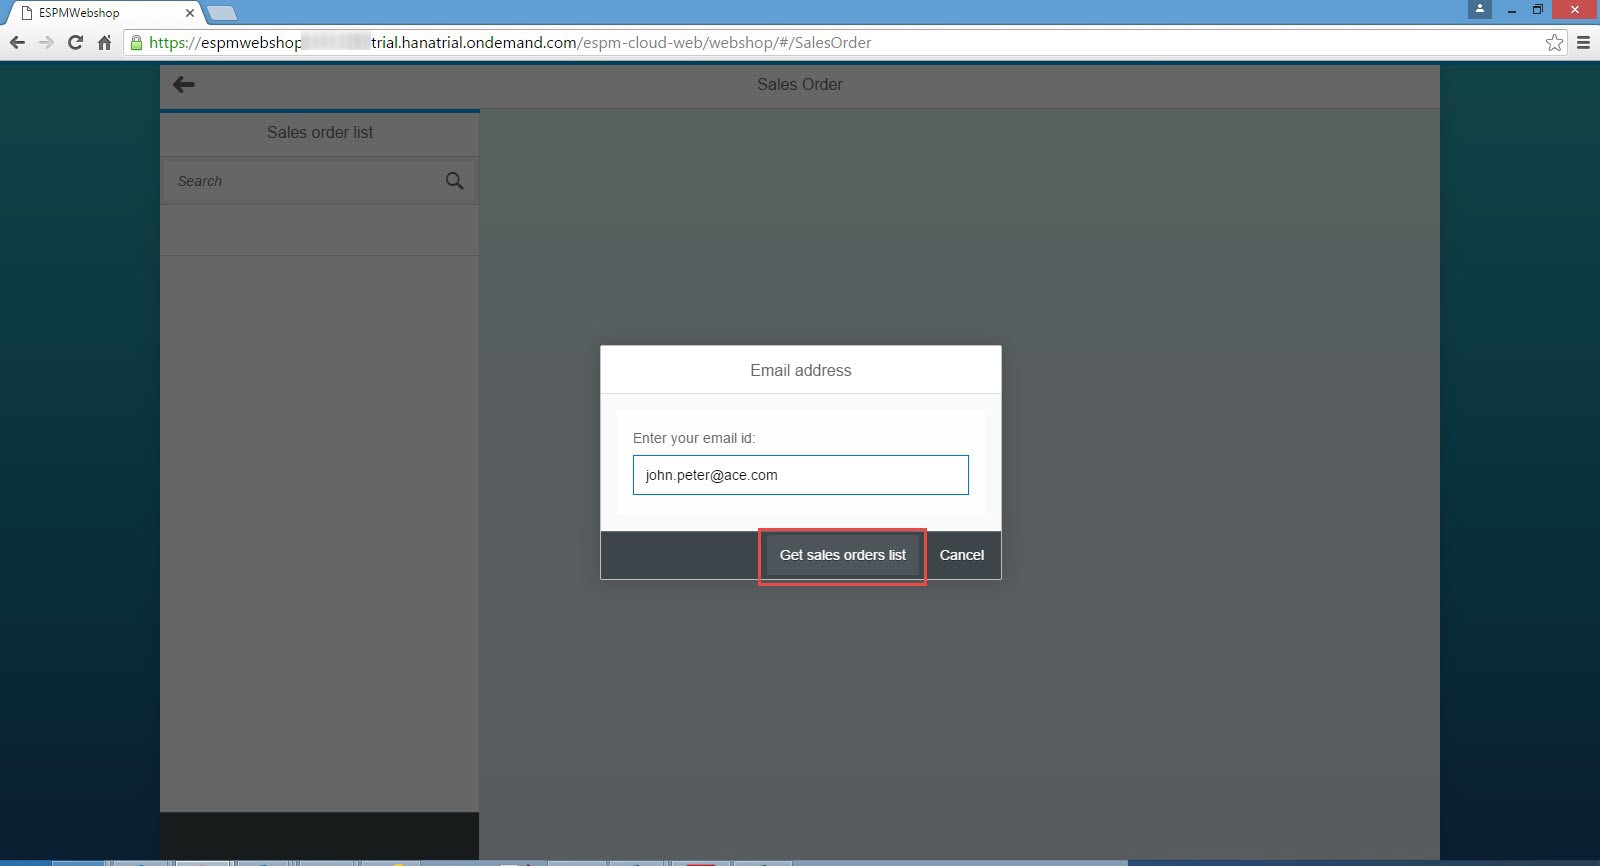 ESPMWebshop
https://espmwebshop trial.hanatrial.ondemand.com/espm-cloud-web/webshop/#/SalesOrder
Sales Order
Sales order list
Search
Email address
Enter your email id:
john.peter@ace.com
Get sales orders list
Cancel